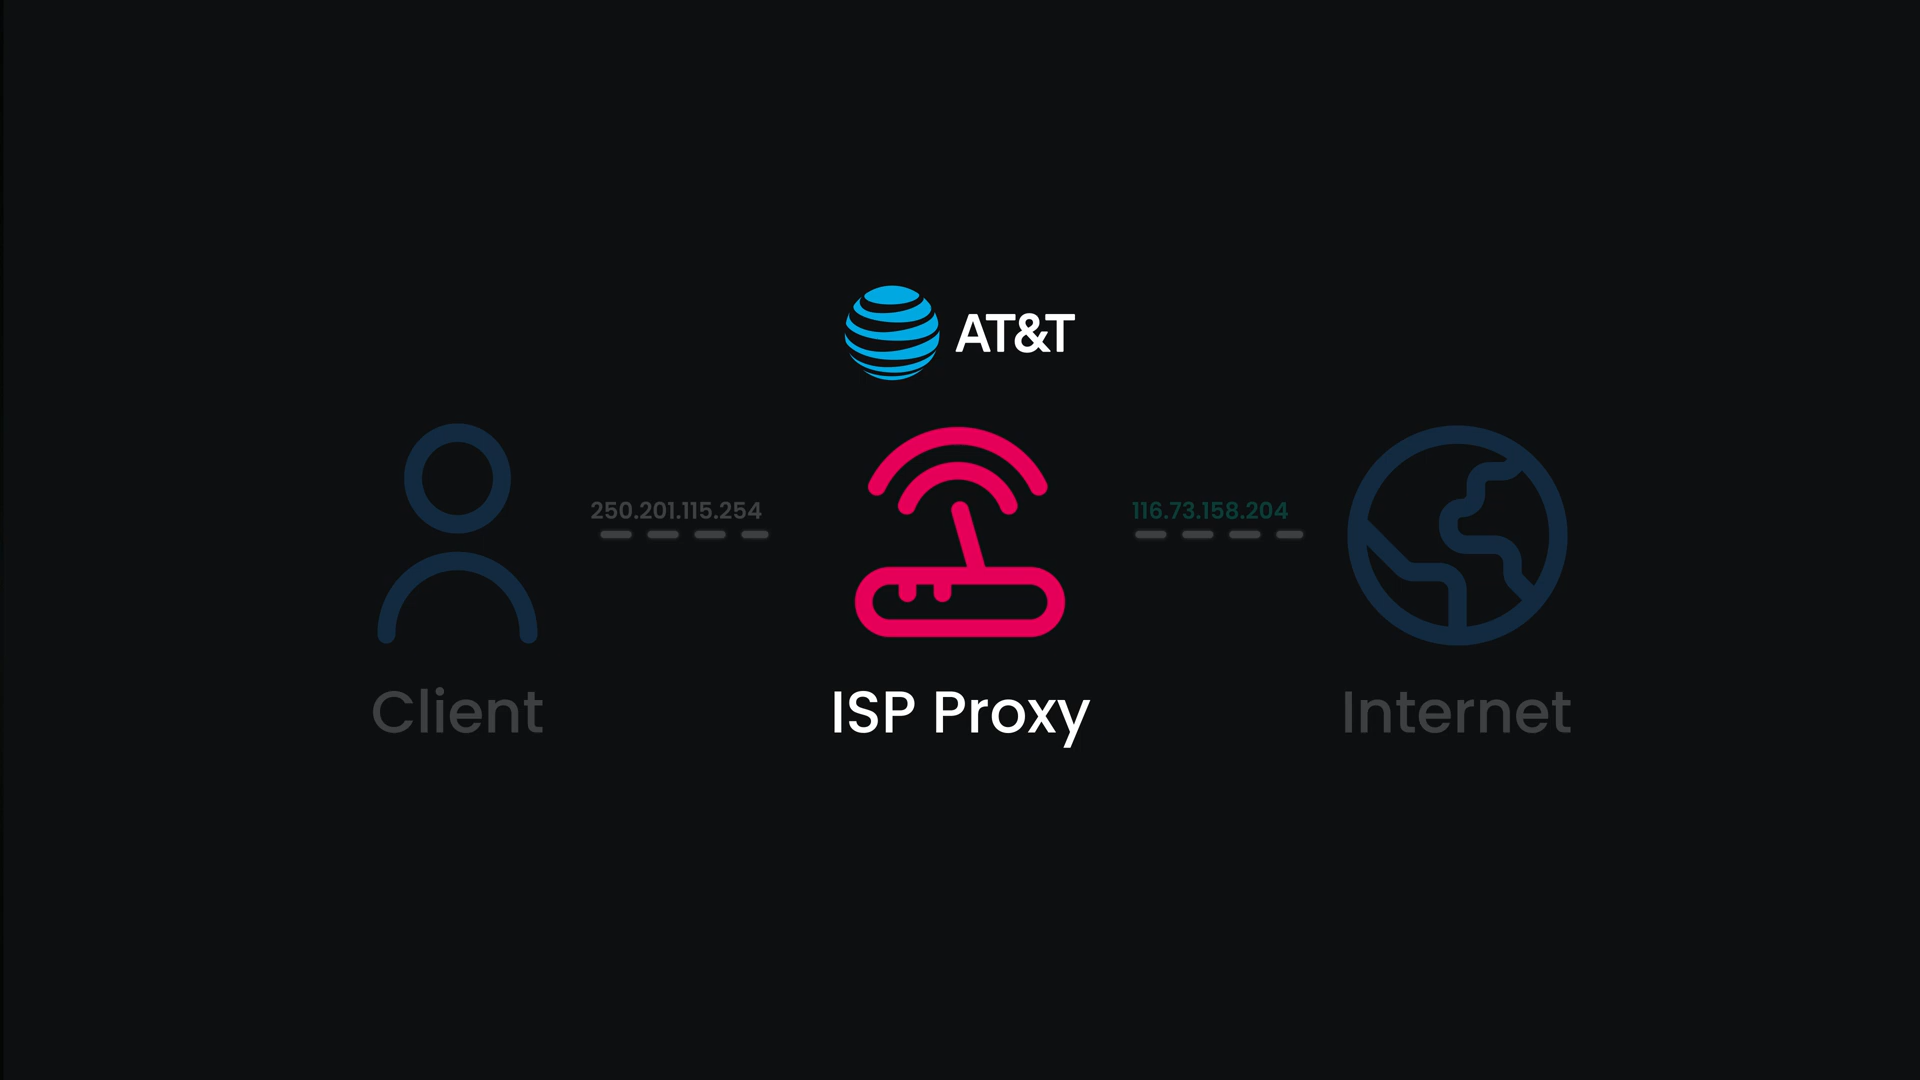 AT&T
250.201.115.254
116.73.158.204
Client
ISP Proxy
Internet